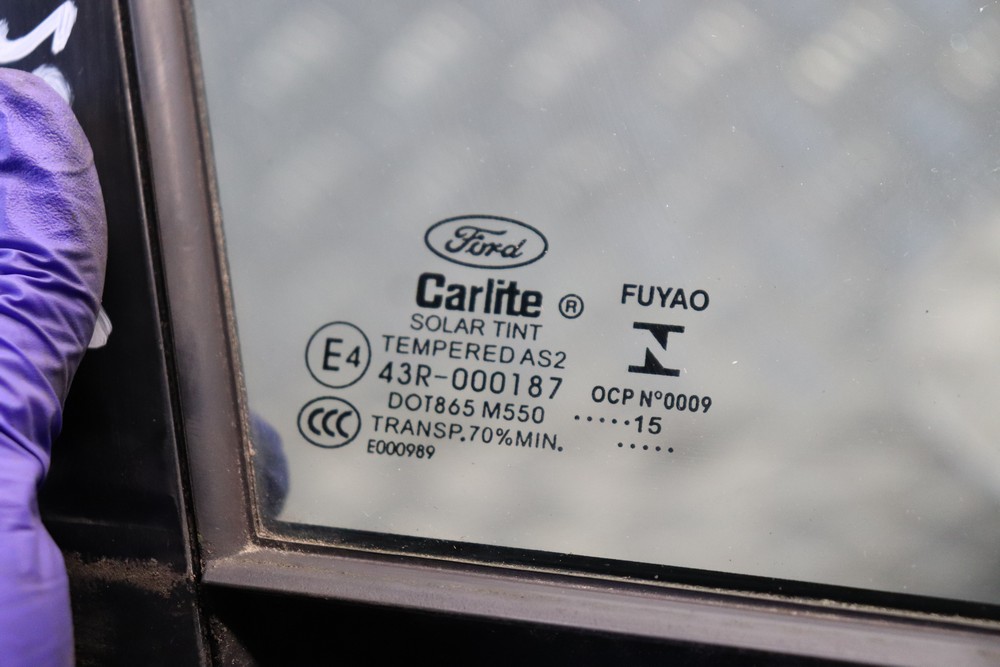 Ford
Carlite ®
SOLAR TINT
TEMPERED AS2
E4
43R-000187
DOT865 M550
CCC
TRANSP.70%MIN.
E000989
FUYAO
OCP N°0009
·····15
·····